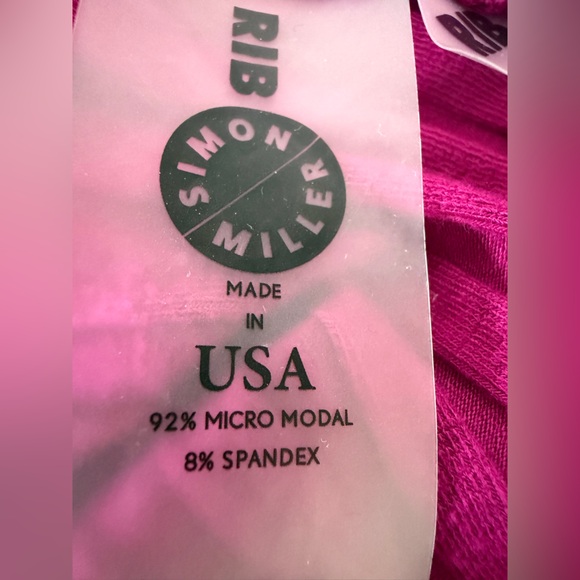 RIB
RIB
SIMON
MILLER
MADE
IN
USA
92% MICRO MODAL
8% SPANDEX